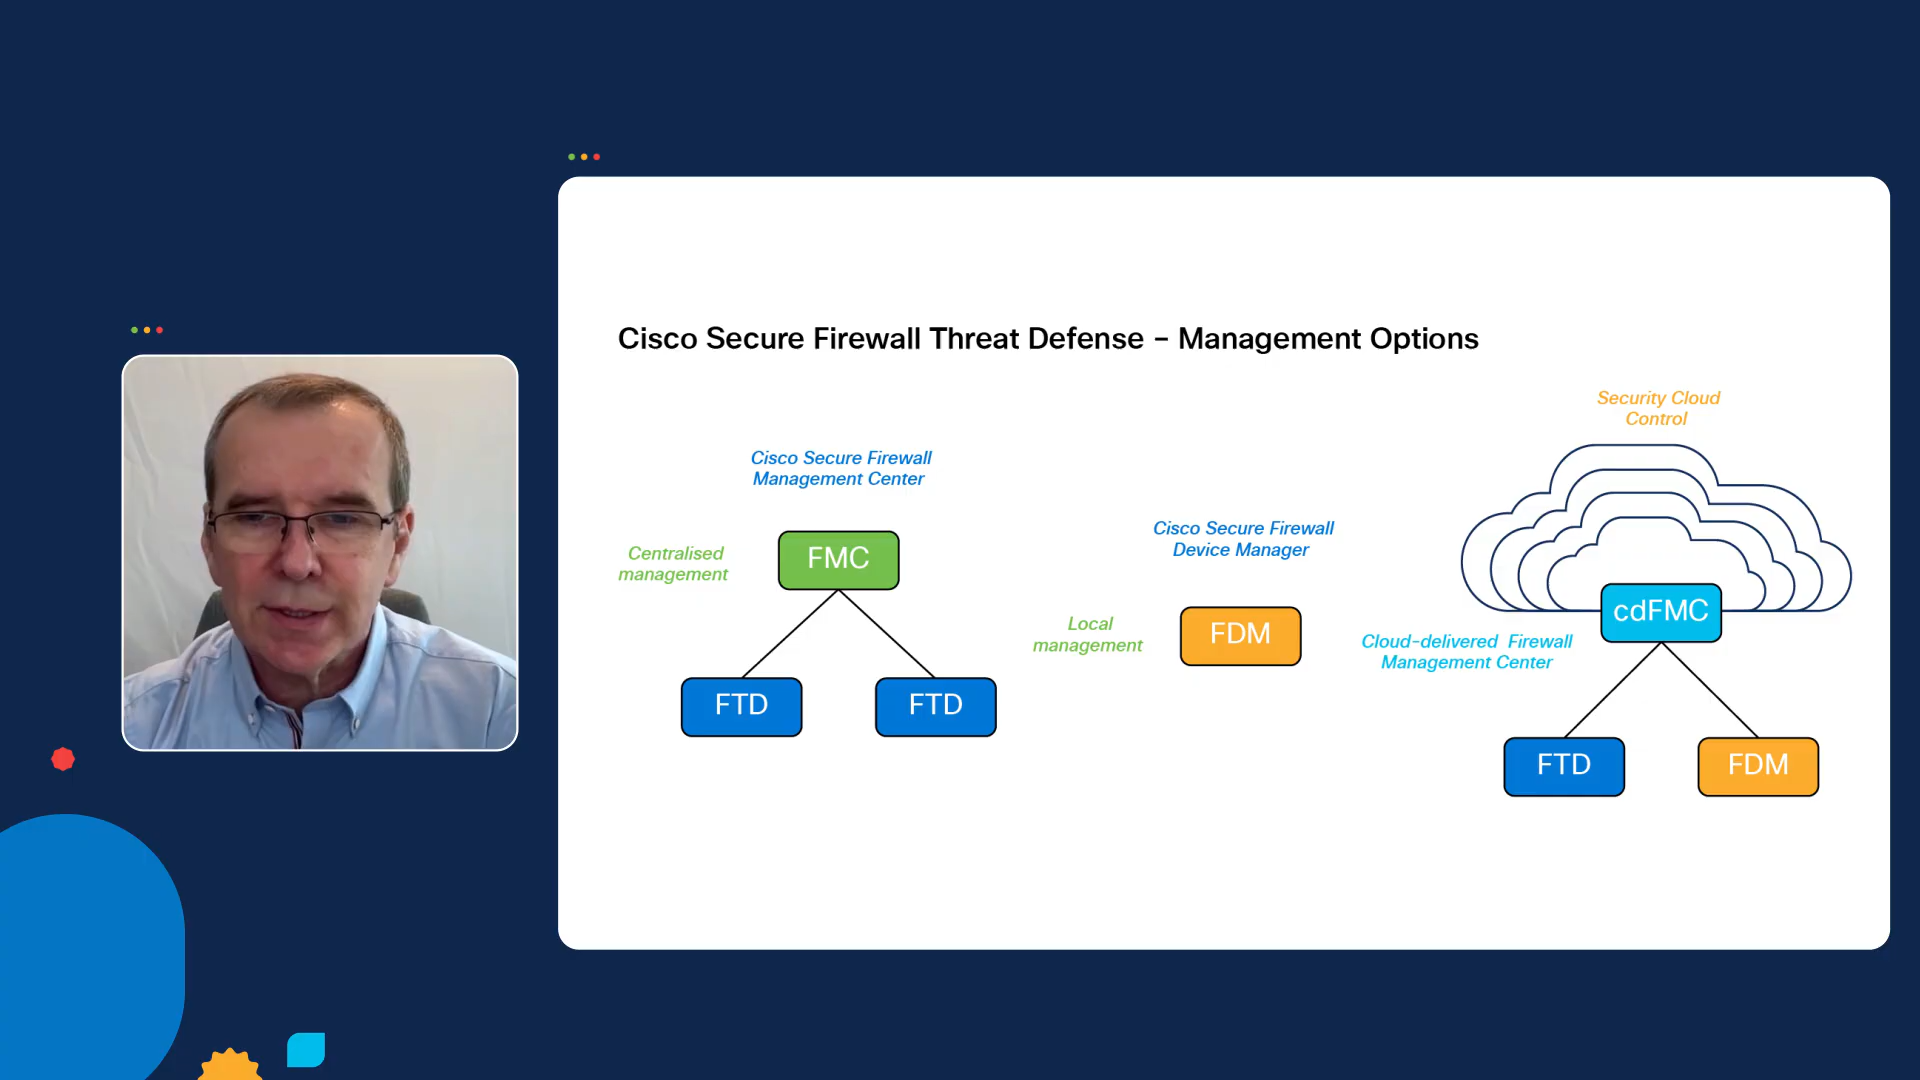 Cisco Secure Firewall Threat Defense – Management Options
Cisco Secure Firewall
Management Center
Centralised
management
FMC
FTD
FTD
Cisco Secure Firewall
Device Manager
Local
management
FDM
Security Cloud
Control
cdFMC
Cloud-delivered Firewall
Management Center
FTD
FDM